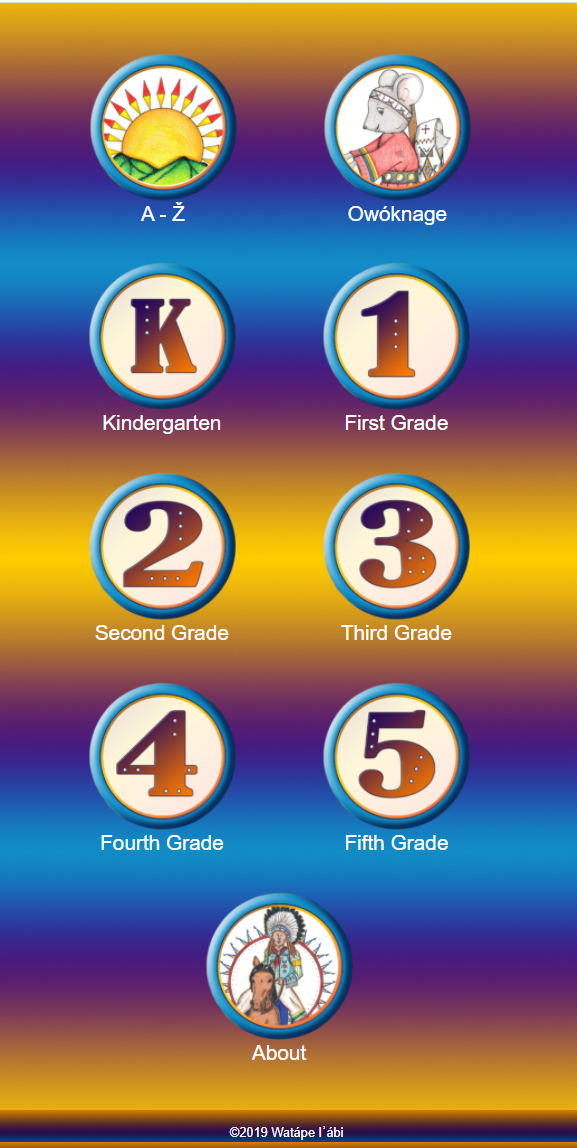 A - Ž
Owóknage
K
1
Kindergarten
First Grade
2
3
Second Grade
Third Grade
4
5
Fourth Grade
Fifth Grade
About
©2019 Watápe Iʼábi